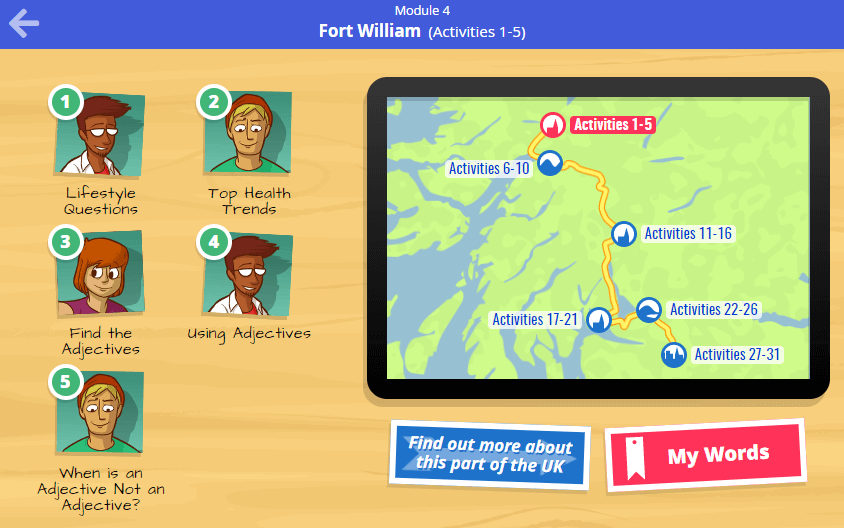 Module 4
Fort William (Activities 1-5)
1
Lifestyle
Questions
2
Top Health
Trends
3
Find the
Adjectives
4
Using Adjectives
5
When is an
Adjective Not an
Adjective?
Activities 1-5
Activities 6-10
Activities 11-16
Activities 17-21
Activities 22-26
Activities 27-31
Find out more about
this part of the UK
My Words